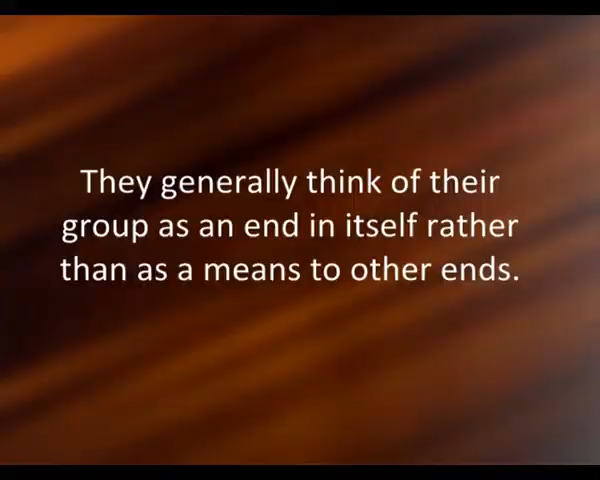 They generally think of their
group as an end in itself rather
than as a means to other ends.